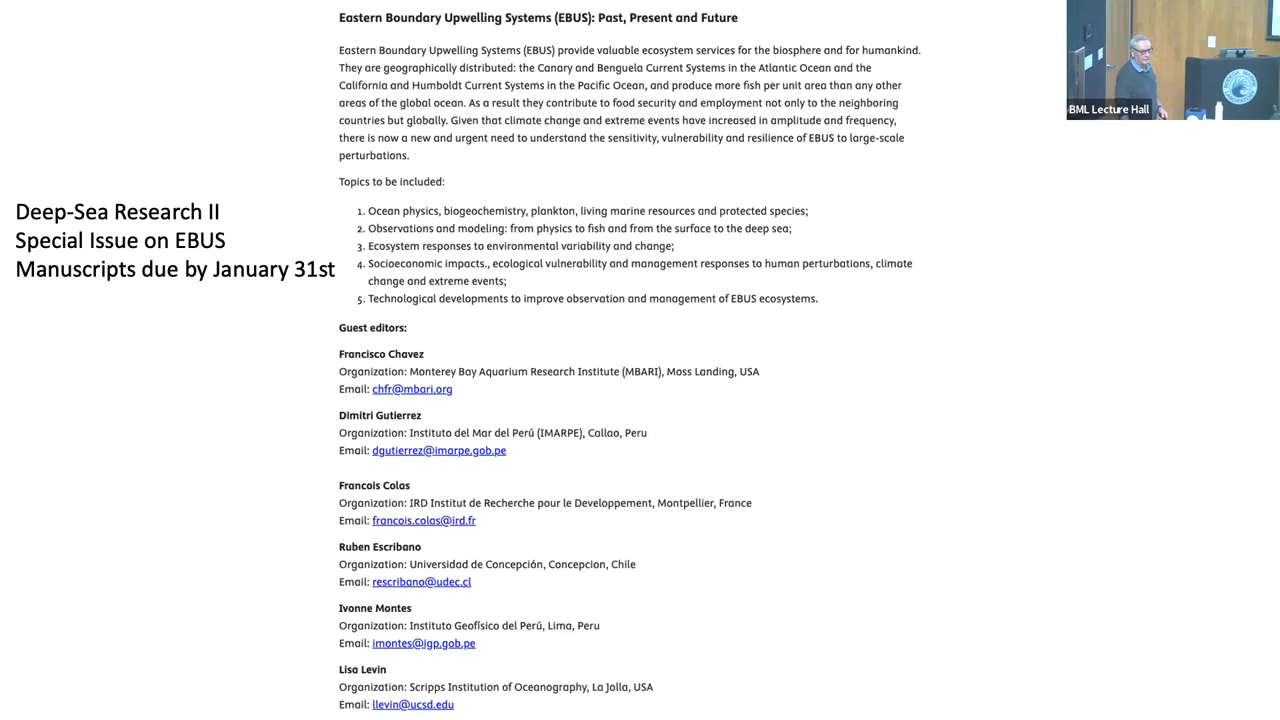 Eastern Boundary Upwelling Systems (EBUS): Past, Present and Future
Eastern Boundary Upwelling Systems (EBUS) provide valuable ecosystem services for the biosphere and for humankind.
They are geographically distributed: the Canary and Benguela Current Systems in the Atlantic Ocean and the
California and Humboldt Current Systems in the Pacific Ocean, and produce more fish per unit area than any other
areas of the global ocean. As a result they contribute to food security and employment not only to the neighboring
countries but globally. Given that climate change and extreme events have increased in amplitude and frequency,
there is now a new and urgent need to understand the sensitivity, vulnerability and resilience of EBUS to large-scale
perturbations.
Topics to be included:
1. Ocean physics, biogeochemistry, plankton, living marine resources and protected species;
2. Observations and modeling: from physics to fish and from the surface to the deep sea;
3. Ecosystem responses to environmental variability and change;
4. Socioeconomic impacts., ecological vulnerability and management responses to human perturbations, climate
change and extreme events;
5. Technological developments to improve observation and management of EBUS ecosystems.
Deep-Sea Research II
Special Issue on EBUS
Manuscripts due by January 31st
Guest editors:
Francisco Chavez
Organization: Monterey Bay Aquarium Research Institute (MBARI), Moss Landing, USA
Email: chfr@mbari.org
Dimitri Gutierrez
Organization: Instituto del Mar del Perú (IMARPE), Callao, Peru
Email: dgutierrez@imarpe.gob.pe
Francois Colas
Organization: IRD Institut de Recherche pour le Developpement, Montpellier, France
Email: francois.colas@ird.fr
Ruben Escribano
Organization: Universidad de Concepción, Concepcion, Chile
Email: rescribano@udec.cl
Ivonne Montes
Organization: Instituto Geofísico del Perú, Lima, Peru
Email: imontes@igp.gob.pe
Lisa Levin
Organization: Scripps Institution of Oceanography, La Jolla, USA
Email: llevin@ucsd.edu
BML Lecture Hall